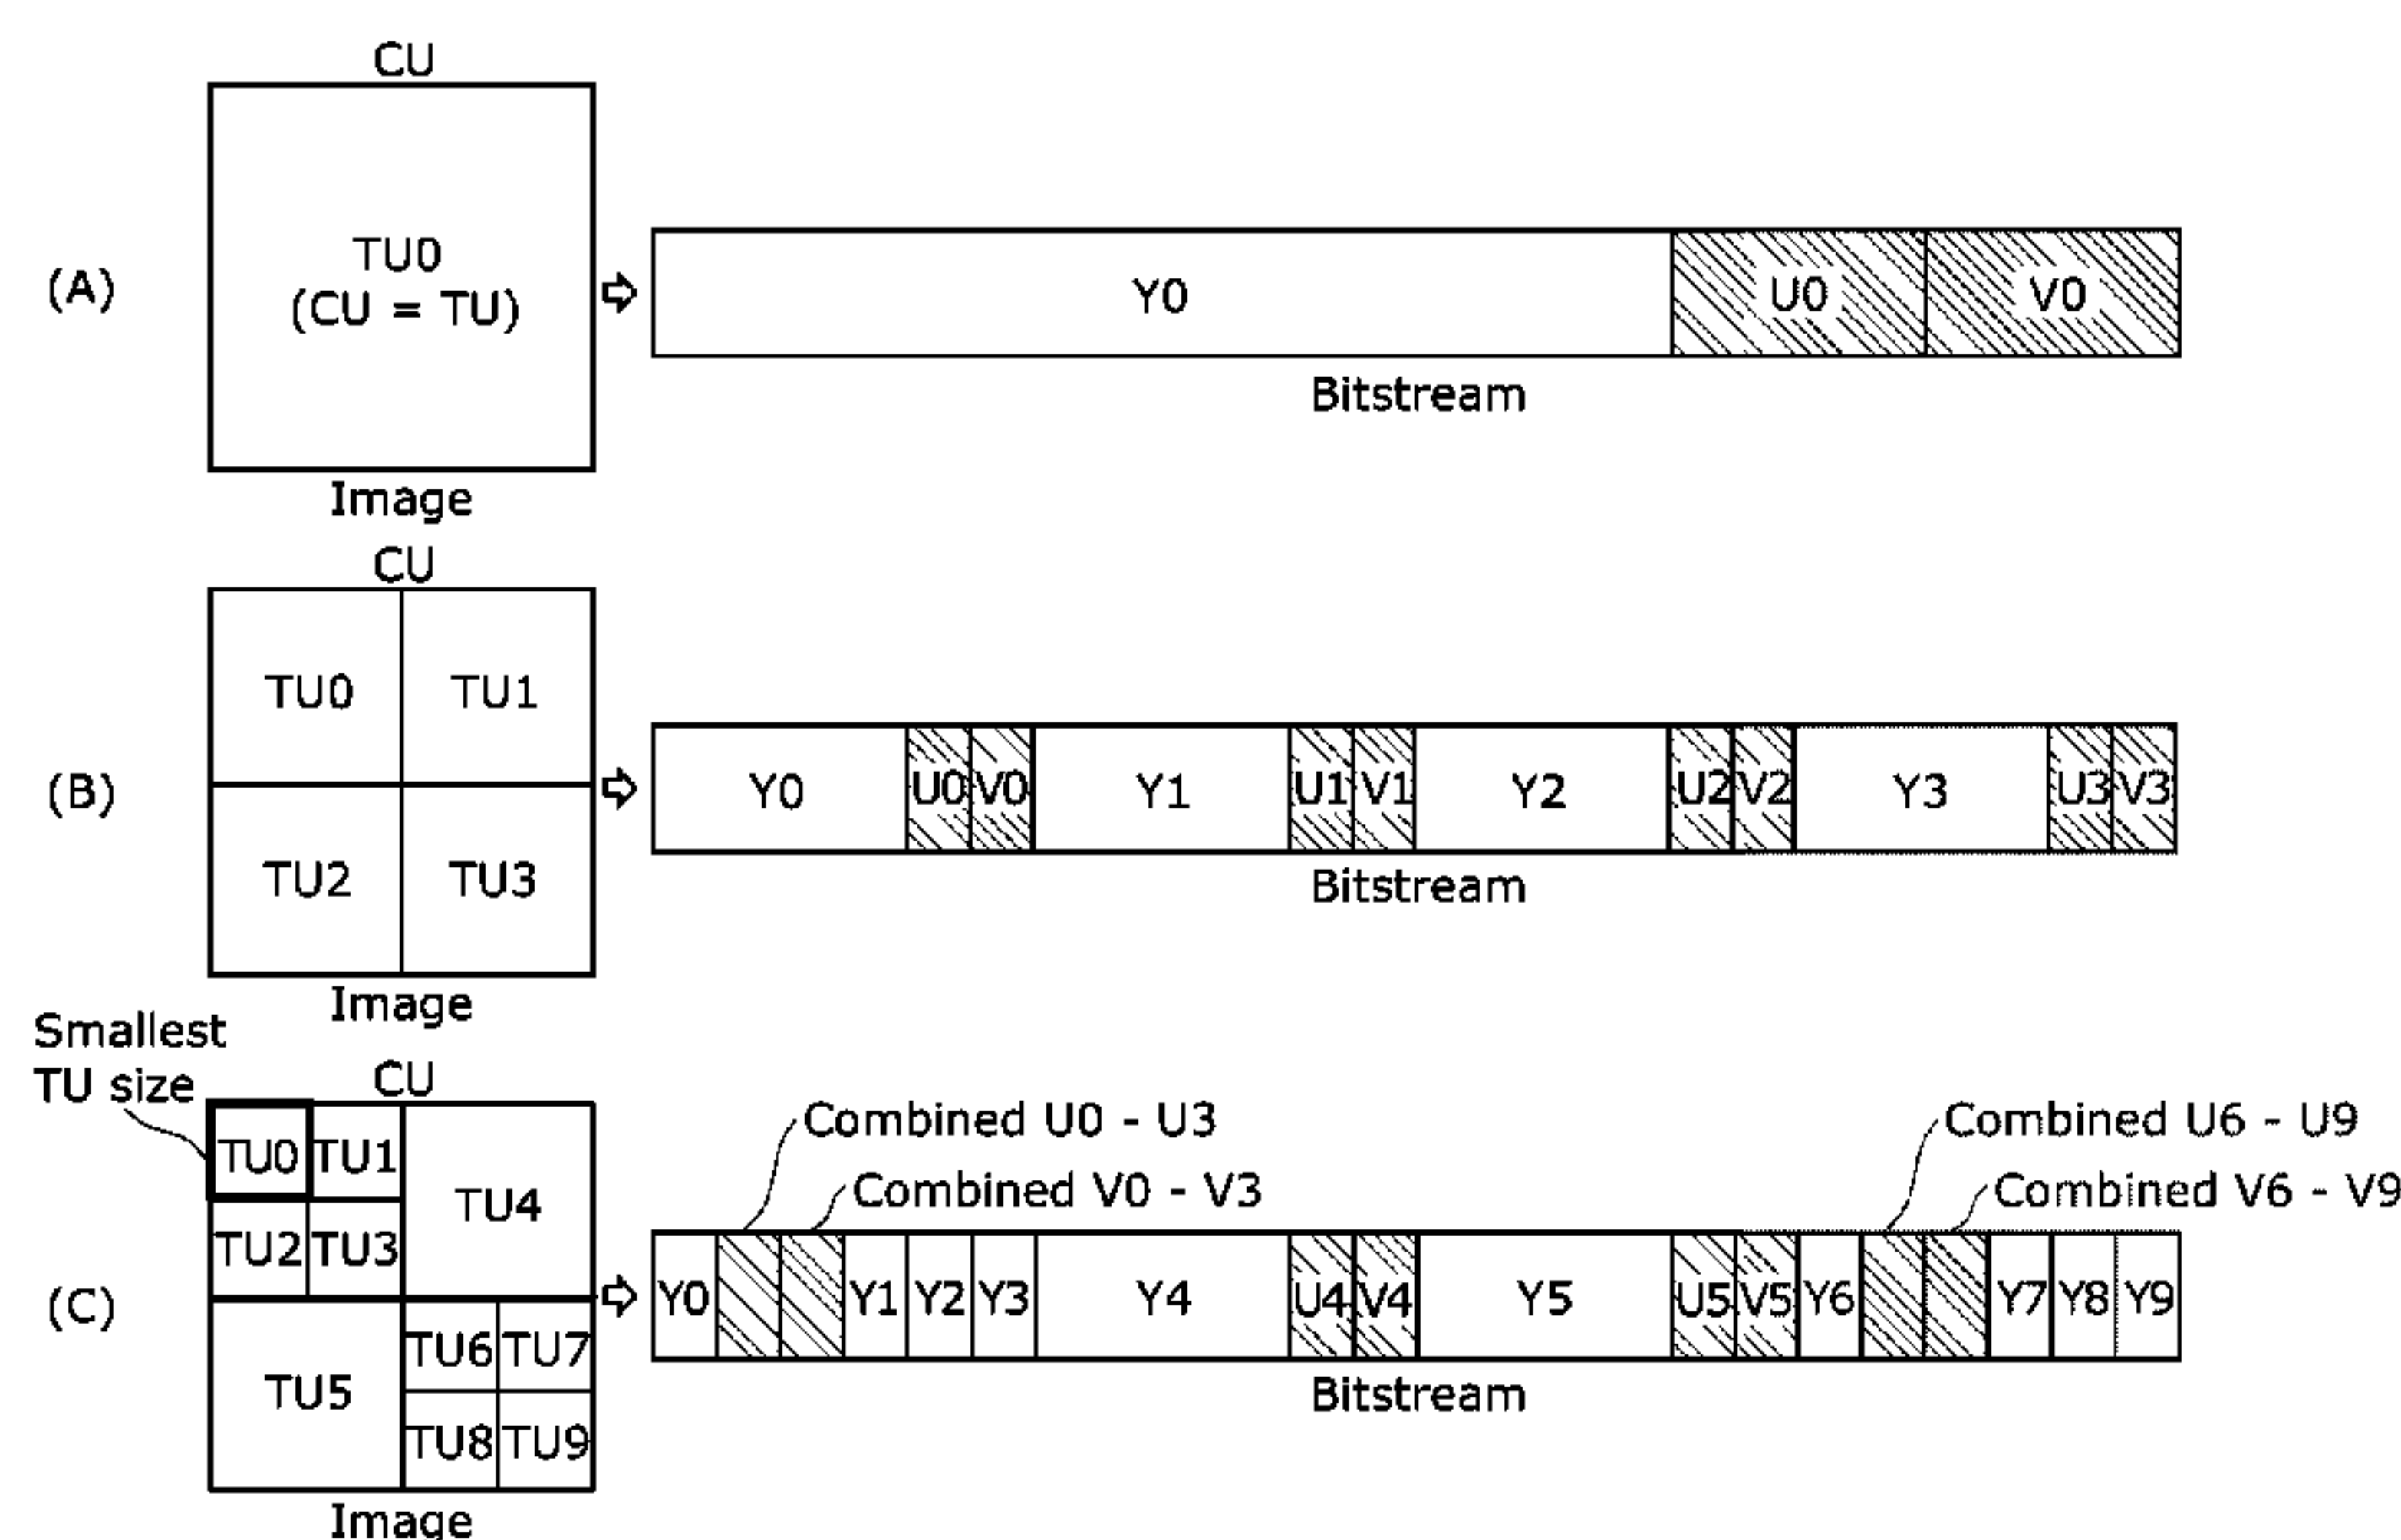 CU
(A)
TU0
(CU = TU)
Y0
U0
V0
Bitstream
Image
CU
(B)
TU0
TU1
TU2
TU3
Y0
U0
V0
Y1
U1
V1
Y2
U2
V2
Y3
U3
V3
Bitstream
Image
Smallest
TU size
CU
(C)
TU0
TU1
TU2
TU3
TU4
TU5
TU6
TU7
TU8
TU9
Combined U0 - U3
Combined V0 - V3
Combined U6 - U9
Combined V6 - V9
Y0
Y1
Y2
Y3
Y4
U4
V4
Y5
U5
V5
Y6
Y7
Y8
Y9
Bitstream
Image